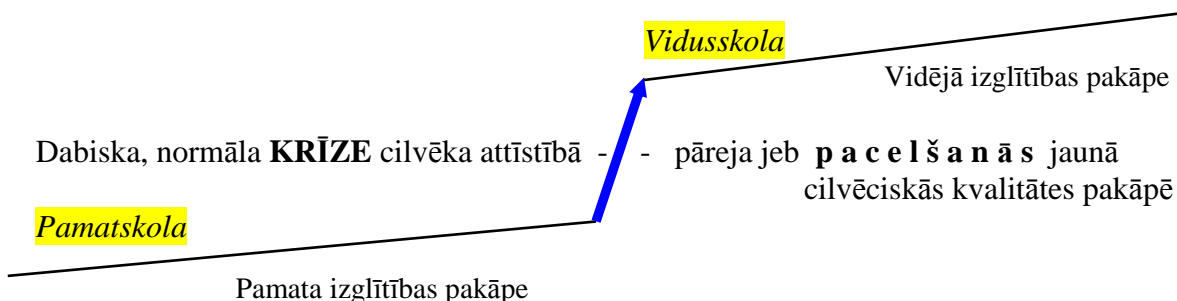 Vidusskola
Vidējā izglītības pakāpe
Dabiska, normāla KRĪZE cilvēka attīstībā - - pāreja jeb p a c e l š a n ā s jaunā
cilvēciskās kvalitātes pakāpē
Pamatskola
Pamata izglītības pakāpe